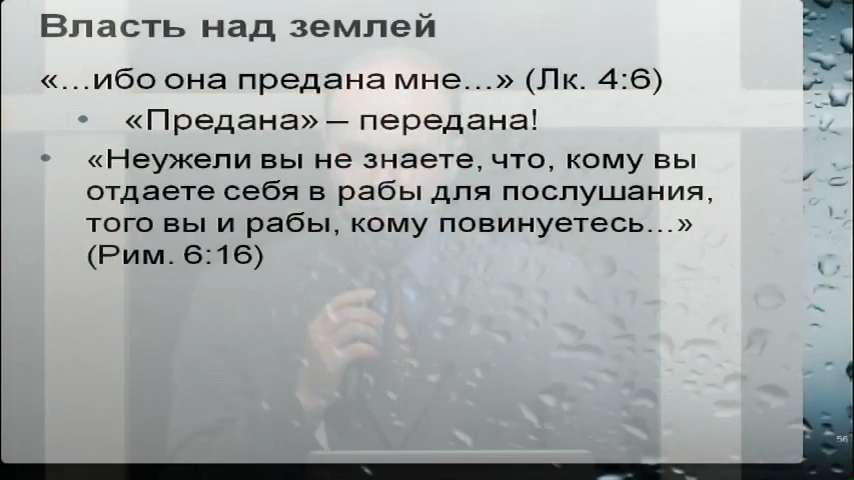 Власть над землей
«...ибо она предана мне...» (Лк. 4:6)
• «Предана» – передана!
• «Неужели вы не знаете, что, кому вы
отдаете себя в рабы для послушания,
того вы и рабы, кому повинуетесь...»
(Рим. 6:16)
56